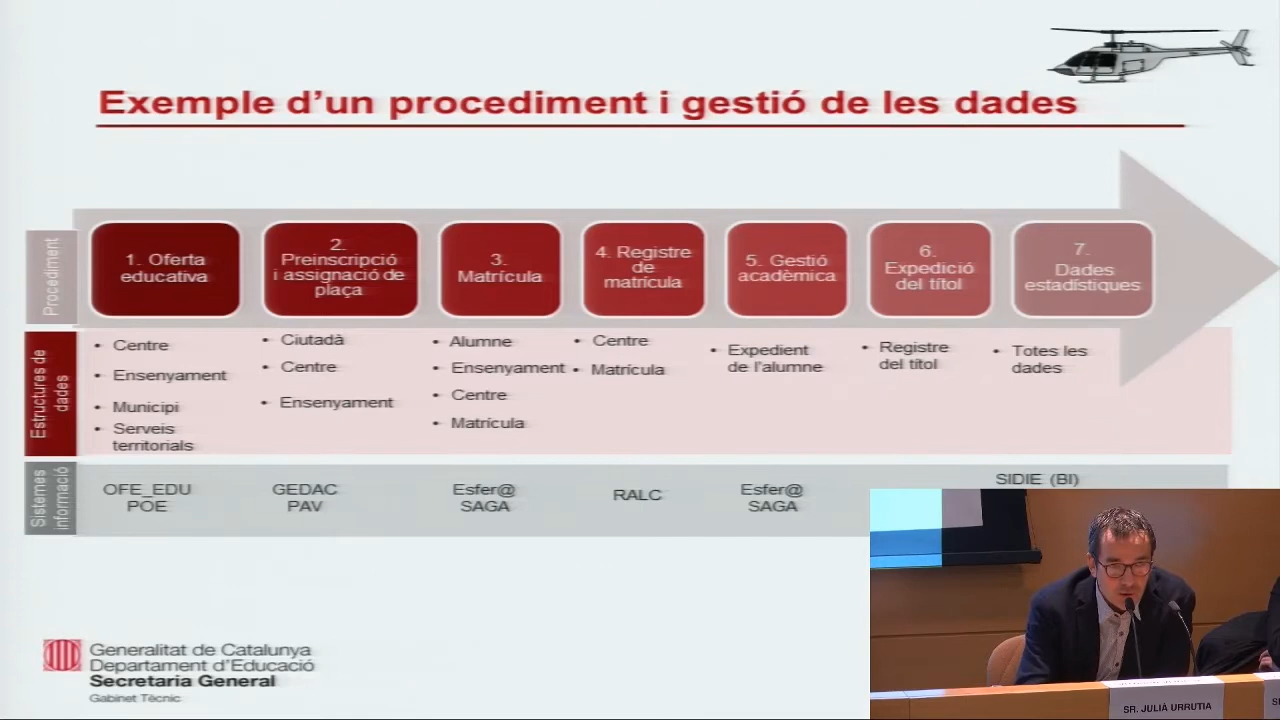 Exemple d'un procediment i gestió de les dades
Procediment
1. Oferta
educativa
2.
Preinscripció
i assignació de
plaça
3.
Matrícula
4. Registre
de
matrícula
5. Gestió
acadèmica
6.
Expedició
del títol
7.
Dades
estadístiques
Estructures de
dades
• Centre
• Ensenyament
• Municipi
• Serveis
territorials
• Ciutadà
• Centre
• Ensenyament
• Alumne
• Ensenyament
• Centre
• Matrícula
• Centre
Matrícula
• Expedient
de l'alumne
• Registre
del títol
• Totes les
dades
Sistemes
informació
OFE_EDU
POE
GEDAC
PAV
Esfer@
SAGA
RALC
Esfer@
SAGA
SIDIE (BI)
Generalitat de Catalunya
Departament d'Educació
Secretaria General
Gabinet Tècnic
SR. JULIÀ URRUTIA